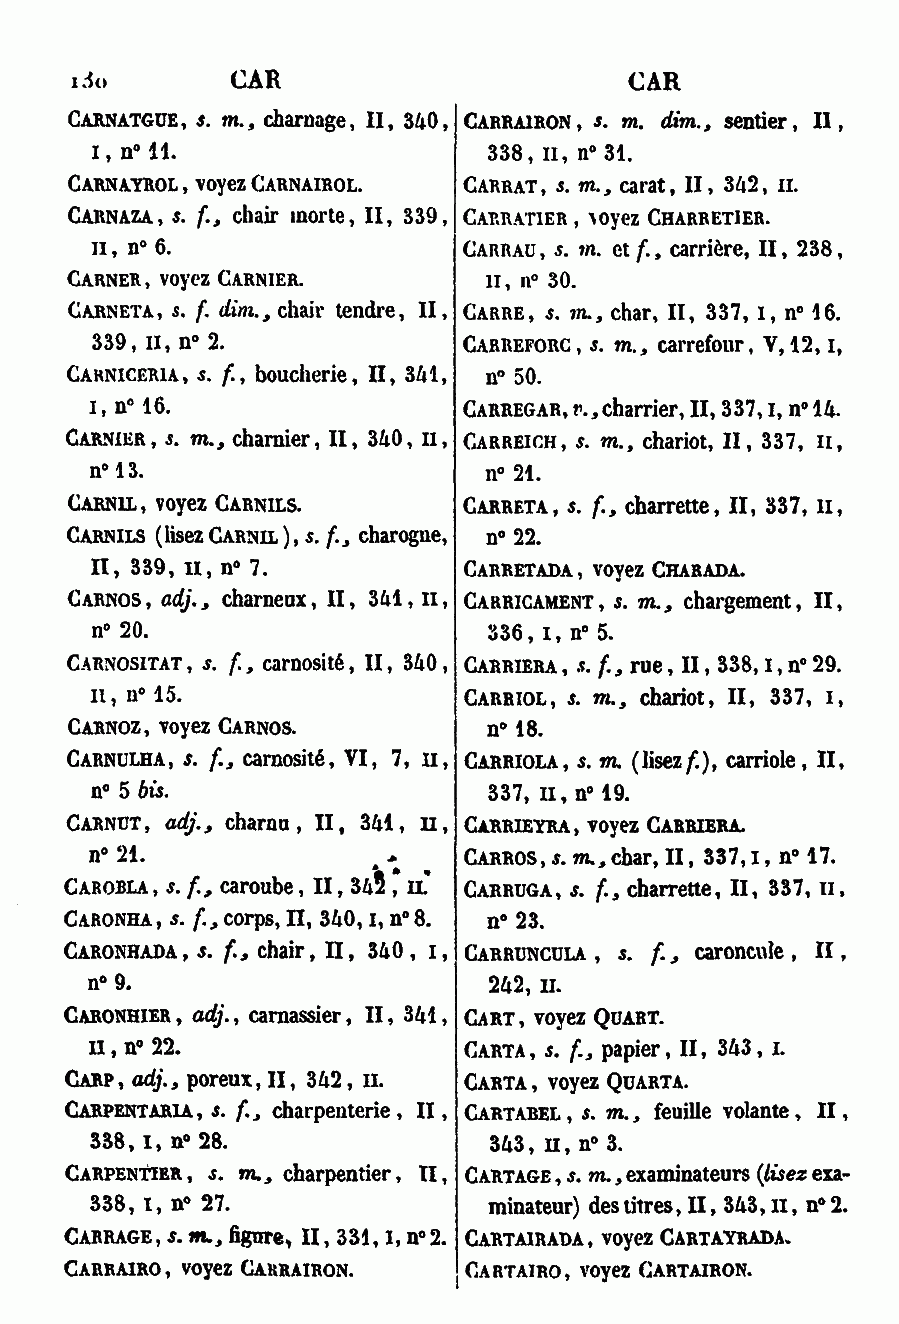 130 CAR
CARNATGUE, s. m., charnage, II, 340,
I, n° 11.
CARNAYROL, voyez CARNAIROL.
CARNAZA, s. f., chair morte, II, 339,
II, n° 6.
CARNER, voyez CARNIER.
CARNETA, s. f. dim., chair tendre, II,
339, II, n° 2.
CARNICERIA, s. f., boucherie, II, 341,
I, n° 16.
CARNIER, s. m., charnier, II, 340, II,
n° 13.
CARNIL, voyez CARNILS.
CARNILS (lisez CARNIL), s. f., charogne,
II, 339, II, n° 7.
CARNOS, adj., charneux, II, 341, II,
n° 20.
CARNOSITAT, s. f., carnosité, II, 340,
II, n° 15.
CARNOZ, voyez CARNOS.
CARNULHA, s. f., carnosité, VI, 7, II,
n° 5 bis.
CARNUT, adj., charnu, II, 341, II,
n° 21.
CAROBLA, s. f., caroube, II, 342, II.
CARONHA, s. f., corps, II, 340, I, n° 8.
CARONHADA, s. f., chair, II, 340, I,
n° 9.
CARONHIER, adj., carnassier, II, 341,
II, n° 22.
CARP, adj., poreux, II, 342, II.
CARPENTARIA, s. f., charpenterie, II,
338, I, n° 28.
CARPENTIER, s. m., charpentier, II,
338, I, n° 27.
CARRAGE, s. m., figure, II, 331, I, n° 2.
CARRAIRO, voyez CARRAIRON.
CAR
CARRAIRON, s. m. dim., sentier, II,
338, II, n° 31.
CARRAT, s. m., carat, II, 342, II.
CARRATIER, voyez CHARRETIER.
CARRAU, s. m. et f., carrière, II, 238,
II, n° 30.
CARRE, s. m., char, II, 337, I, n° 16.
CARREFORC, s. m., carrefour, V, 12, I,
n° 50.
CARREGAR, v., charrier, II, 337, I, n° 14.
CARREICH, s. m., chariot, II, 337, II,
n° 21.
CARRETA, s. f., charrette, II, 337, II,
n° 22.
CARRETADA, voyez CHARADA.
CARRICAMENT, s. m., chargement, II,
336, I, n° 5.
CARRIERA, s. f., rue, II, 338, I, n° 29.
CARRIOL, s. m., chariot, II, 337, I,
n° 18.
CARRIOLA, s. m. (lisez f.), carriole, II,
337, II, n° 19.
CARRIEYRA, voyez CARRIERA.
CARROS, s. m., char, II, 337, I, n° 17.
CARRUGA, s. f., charrette, II, 337, II,
n° 23.
CARRUNCULA, s. f., caroncule, II,
242, II.
CART, voyez QUART.
CARTA, s. f., papier, II, 343, I.
CARTA, voyez QUARTA.
CARTABEL, s. m., feuille volante, II,
343, II, n° 3.
CARTAGE, s. m., examinateurs (lisez exa-
minateur) des titres, II, 343, II, n° 2.
CARTAIRADA, voyez CARTAYRADA.
CARTAIRO, voyez CARTAIRON.